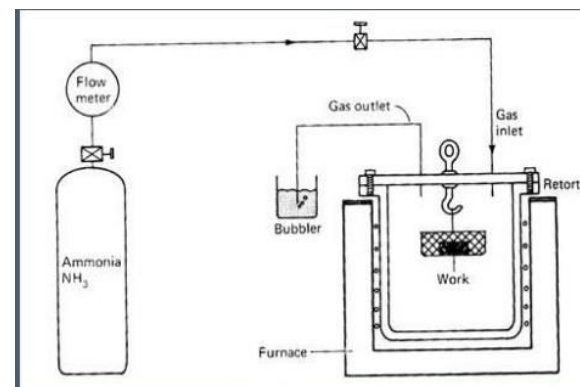 Flow
meter
Gas outlet
Gas
inlet
Retort
Bubbler
Ammonia
NH₃
Work
Furnace